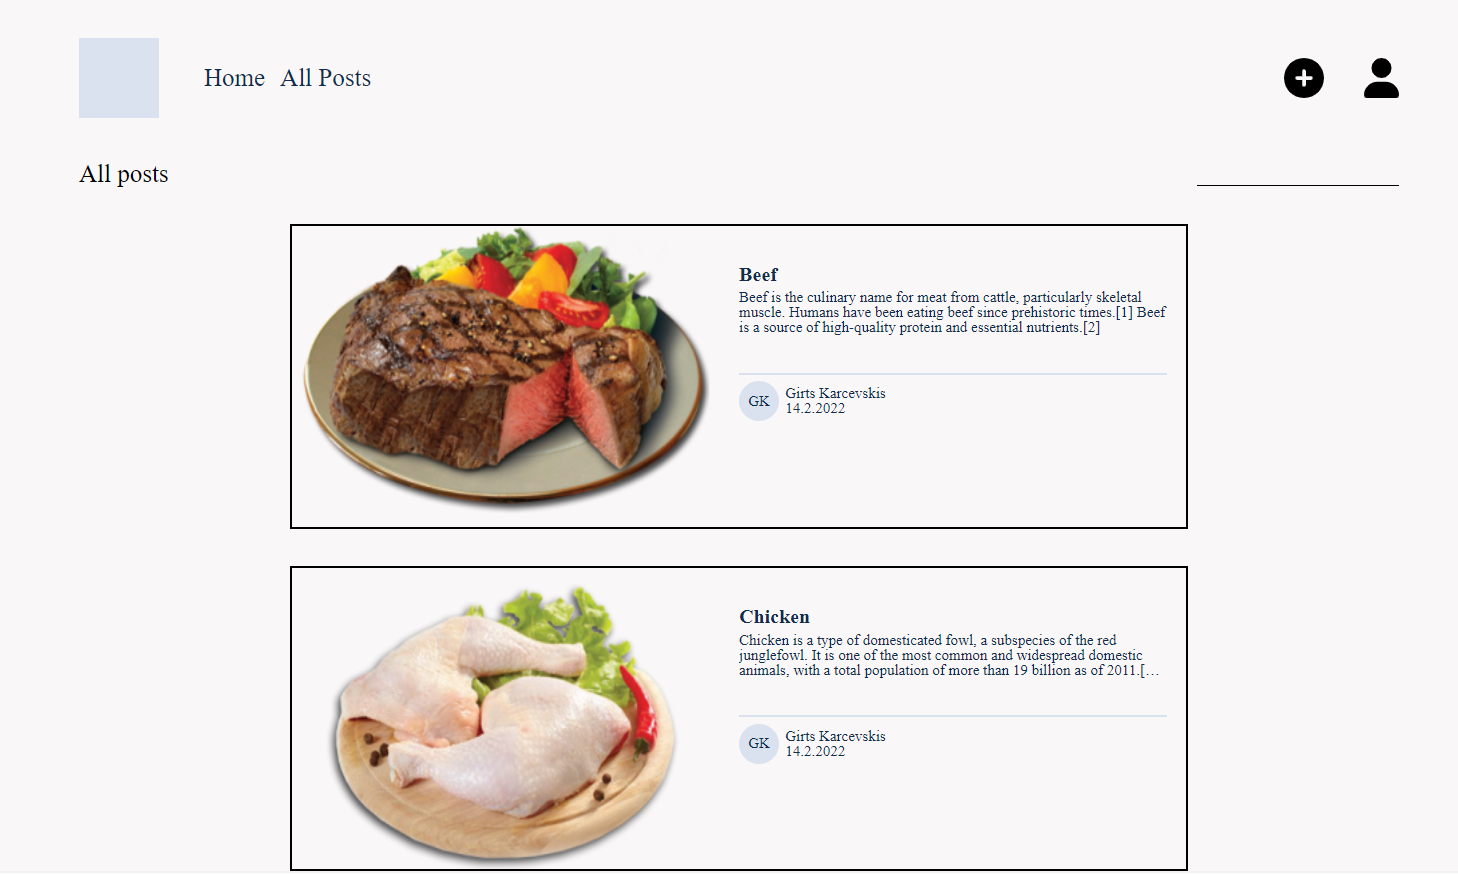 Home All Posts
All posts
Beef
Beef is the culinary name for meat from cattle, particularly skeletal
muscle. Humans have been eating beef since prehistoric times.[1] Beef
is a source of high-quality protein and essential nutrients.[2]
GK
Girts Karcevskis
14.2.2022
Chicken
Chicken is a type of domesticated fowl, a subspecies of the red
junglefowl. It is one of the most common and widespread domestic
animals, with a total population of more than 19 billion as of 2011.[…
GK
Girts Karcevskis
14.2.2022